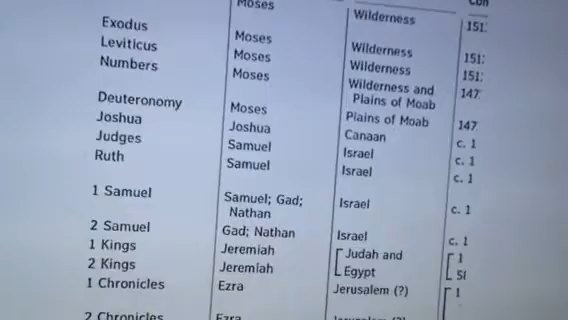 Moses Wilderness 151
Exodus Moses Wilderness 151
Leviticus Moses Wilderness 151
Numbers Moses Wilderness and 147
Plains of Moab
Deuteronomy Moses Plains of Moab 147
Joshua Joshua Canaan c. 1
Judges Samuel Israel c. 1
Ruth Samuel Israel c. 1
1 Samuel Samuel; Gad; Israel c. 1
Nathan
2 Samuel Gad; Nathan Israel c. 1
1 Kings Jeremiah Judah and 1
2 Kings Jeremiah Egypt
1 Chronicles Ezra Jerusalem (?) 1
2 Chronicles Ezra